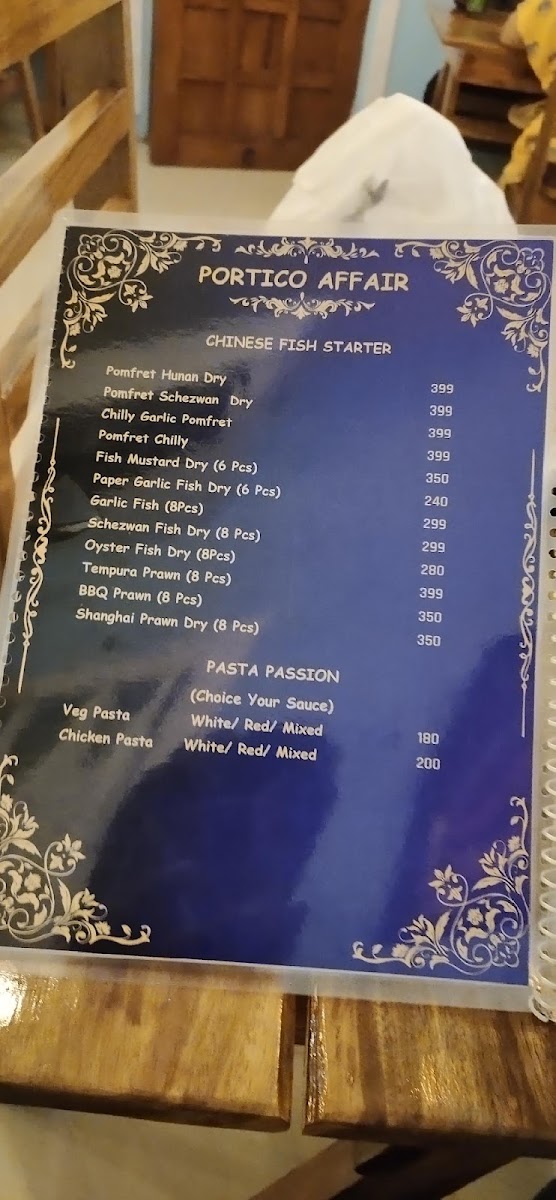 PORTICO AFFAIR
CHINESE FISH STARTER
Pomfret Hunan Dry 399
Pomfret Schezwan Dry 399
Chilly Garlic Pomfret 399
Pomfret Chilly 399
Fish Mustard Dry (6 Pcs) 350
Paper Garlic Fish Dry (6 Pcs) 240
Garlic Fish (8Pcs) 299
Schezwan Fish Dry (8 Pcs) 299
Oyster Fish Dry (8Pcs) 280
Tempura Prawn (8 Pcs) 399
BBQ Prawn (8 Pcs) 350
Shanghai Prawn Dry (8 Pcs) 350
PASTA PASSION
(Choice Your Sauce)
Veg Pasta White/ Red/ Mixed 180
Chicken Pasta White/ Red/ Mixed 200